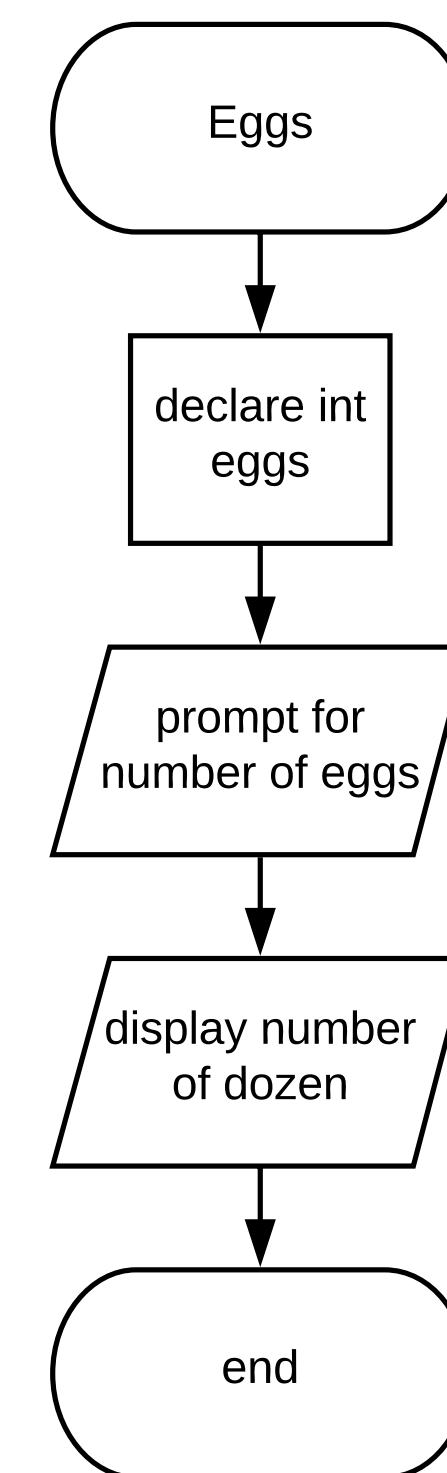 Eggs
declare int
eggs
prompt for
number of eggs
display number
of dozen
end